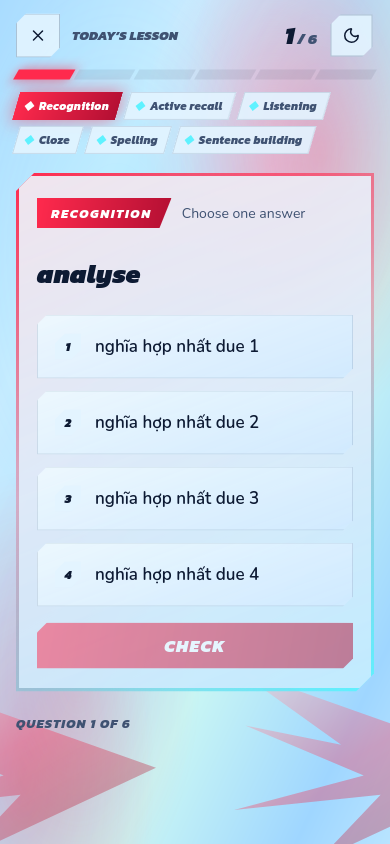 TODAY'S LESSON
1 / 6
Recognition
Active recall
Listening
Cloze
Spelling
Sentence building
RECOGNITION
Choose one answer
analyse
1 nghĩa hợp nhất due 1
2 nghĩa hợp nhất due 2
3 nghĩa hợp nhất due 3
4 nghĩa hợp nhất due 4
CHECK
QUESTION 1 OF 6